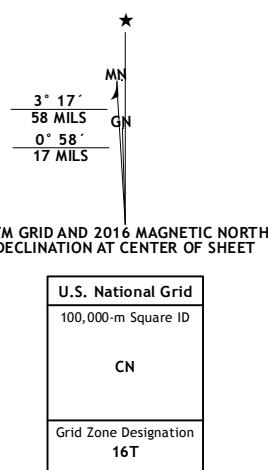 ★
MN
3° 17´
58 MILS
GN
0° 58´
17 MILS
TM GRID AND 2016 MAGNETIC NORTH
DECLINATION AT CENTER OF SHEET
U.S. National Grid
100,000-m Square ID
CN
Grid Zone Designation
16T